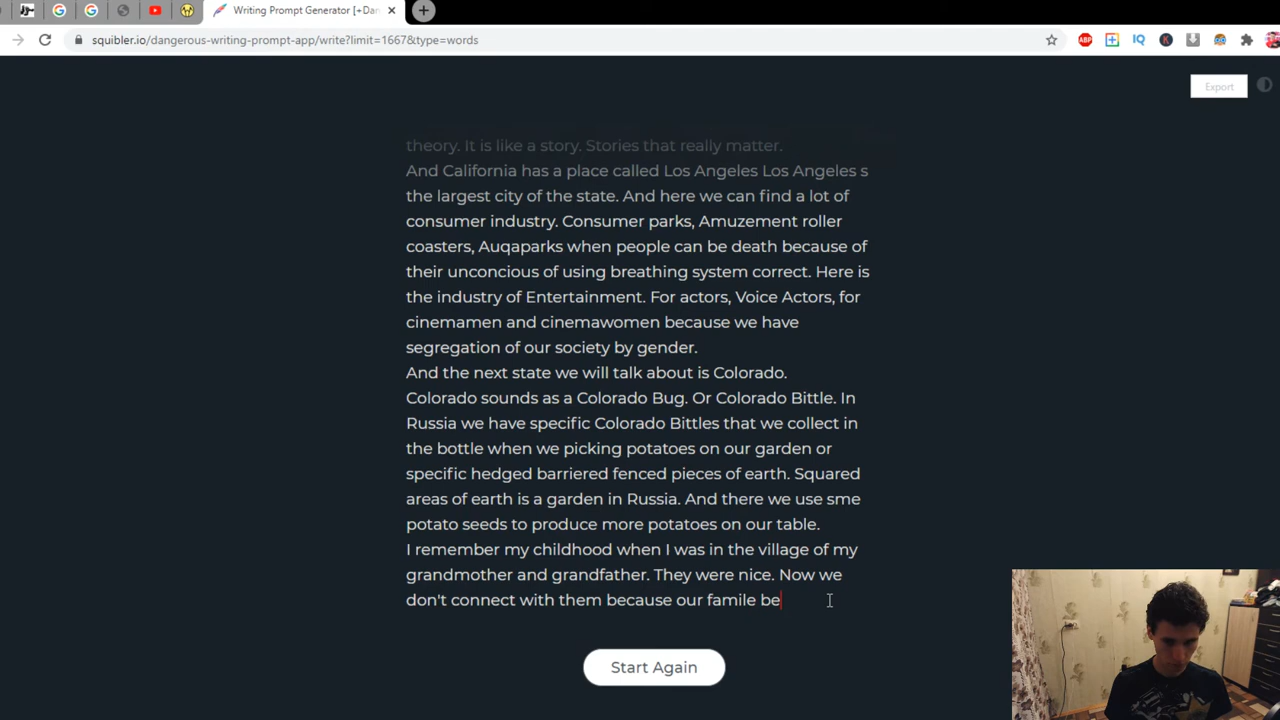 Writing Prompt Generator [+Dan
squibler.io/dangerous-writing-prompt-app/write?limit=1667&type=words
ABP
IQ
K
Export
theory. It is like a story. Stories that really matter.
And California has a place called Los Angeles Los Angeles s
the largest city of the state. And here we can find a lot of
consumer industry. Consumer parks, Amuzement roller
coasters, Auqaparks when people can be death because of
their unconcious of using breathing system correct. Here is
the industry of Entertainment. For actors, Voice Actors, for
cinemamen and cinemawomen because we have
segregation of our society by gender.
And the next state we will talk about is Colorado.
Colorado sounds as a Colorado Bug. Or Colorado Bittle. In
Russia we have specific Colorado Bittles that we collect in
the bottle when we picking potatoes on our garden or
specific hedged barriered fenced pieces of earth. Squared
areas of earth is a garden in Russia. And there we use sme
potato seeds to produce more potatoes on our table.
I remember my childhood when I was in the village of my
grandmother and grandfather. They were nice. Now we
don't connect with them because our famile be
Start Again